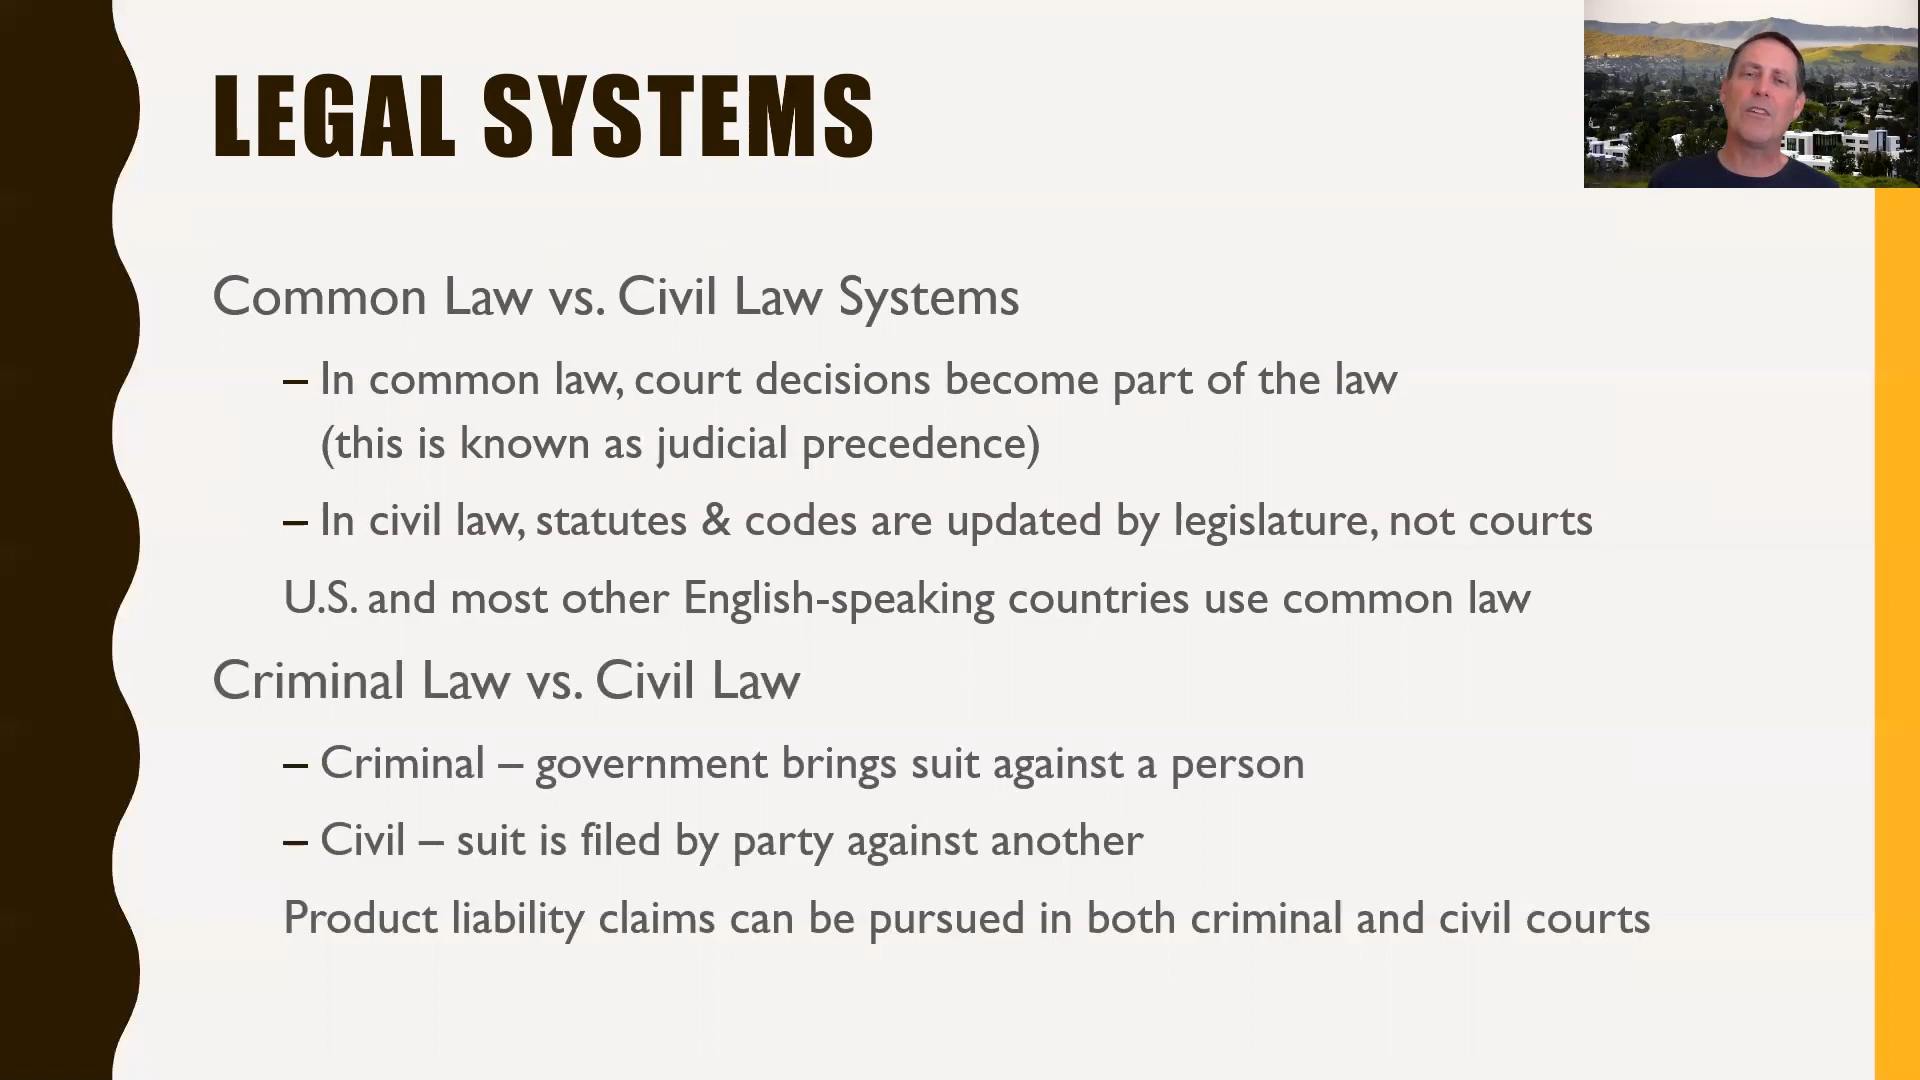 LEGAL SYSTEMS
Common Law vs. Civil Law Systems
– In common law, court decisions become part of the law
(this is known as judicial precedence)
– In civil law, statutes & codes are updated by legislature, not courts
U.S. and most other English-speaking countries use common law
Criminal Law vs. Civil Law
– Criminal – government brings suit against a person
– Civil – suit is filed by party against another
Product liability claims can be pursued in both criminal and civil courts